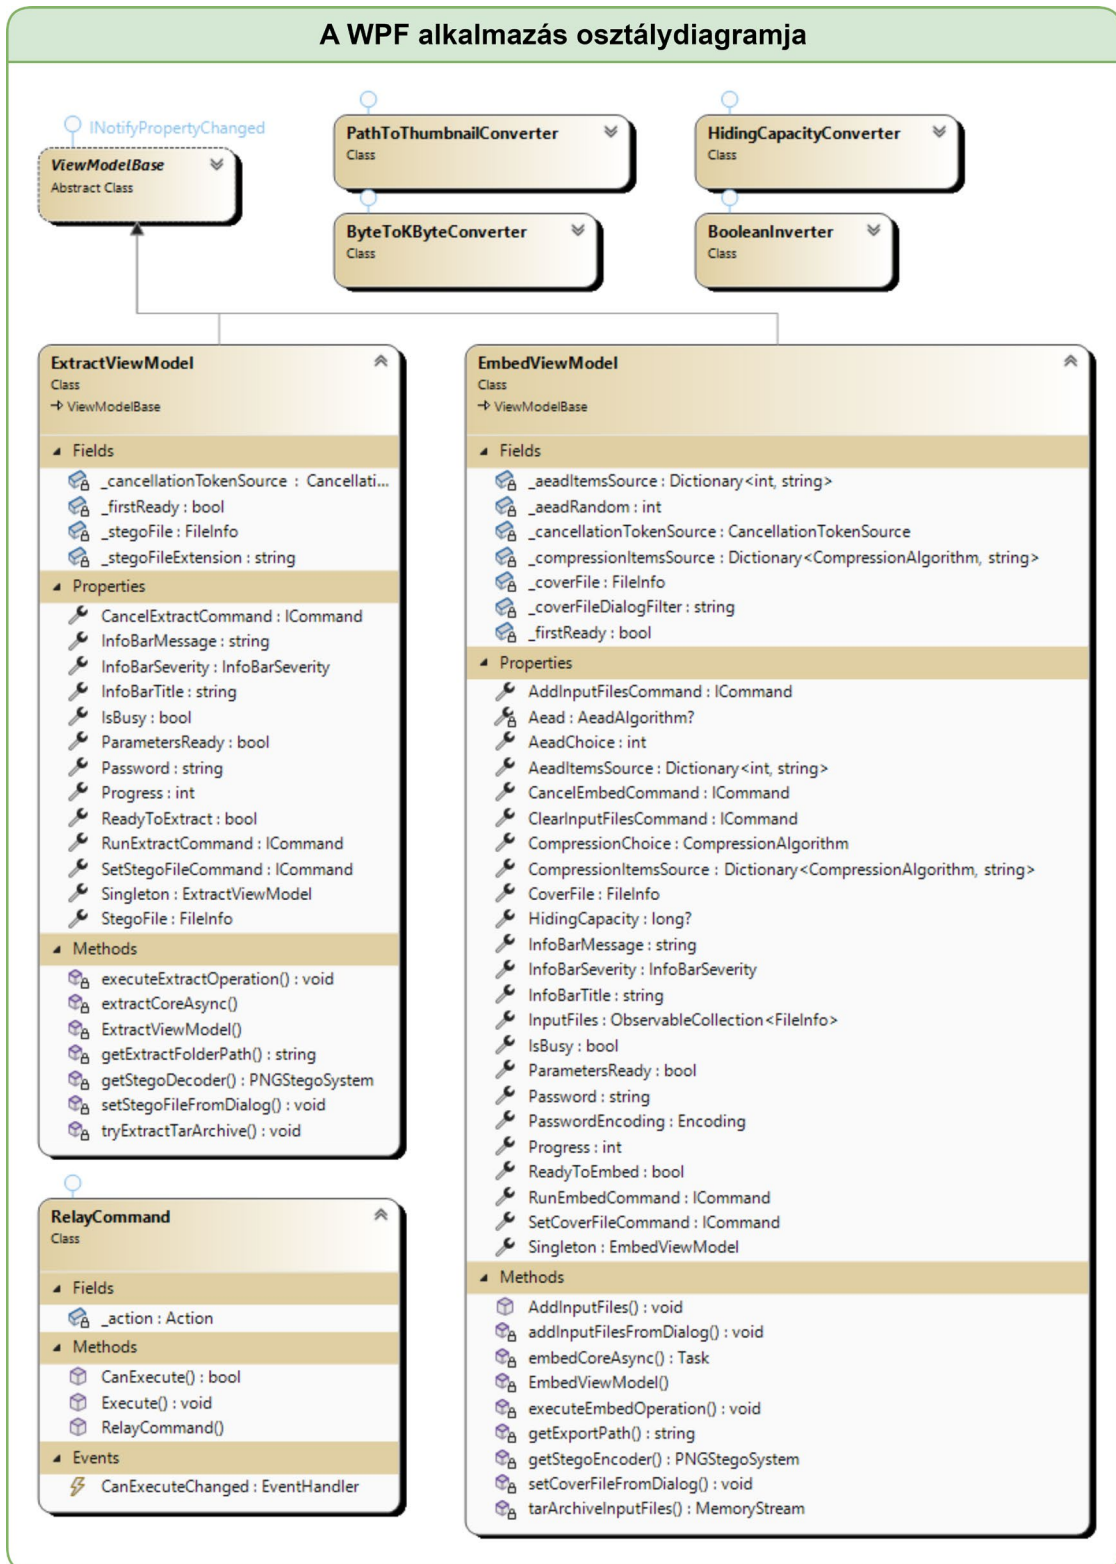 A WPF alkalmazás osztálydiagramja
INotifyPropertyChanged
ViewModelBase
Abstract Class
PathToThumbnailConverter
Class
HidingCapacityConverter
Class
ByteToKByteConverter
Class
BooleanInverter
Class
ExtractViewModel
Class
ViewModelBase
Fields
_cancellationTokenSource : Cancellati...
_firstReady : bool
_stegoFile : FileInfo
_stegoFileExtension : string
Properties
CancelExtractCommand : ICommand
InfoBarMessage : string
InfoBarSeverity : InfoBarSeverity
InfoBarTitle : string
IsBusy : bool
ParametersReady : bool
Password : string
Progress : int
ReadyToExtract : bool
RunExtractCommand : ICommand
SetStegoFileCommand : ICommand
Singleton : ExtractViewModel
StegoFile : FileInfo
Methods
executeExtractOperation() : void
extractCoreAsync()
ExtractViewModel()
getExtractFolderPath() : string
getStegoDecoder() : PNGStegoSystem
setStegoFileFromDialog() : void
tryExtractTarArchive() : void
RelayCommand
Class
Fields
_action : Action
Methods
CanExecute() : bool
Execute() : void
RelayCommand()
Events
CanExecuteChanged : EventHandler
EmbedViewModel
Class
ViewModelBase
Fields
_aeadItemsSource : Dictionary<int, string>
_aeadRandom : int
_cancellationTokenSource : CancellationTokenSource
_compressionItemsSource : Dictionary<CompressionAlgorithm, string>
_coverFile : FileInfo
_coverFileDialogFilter : string
_firstReady : bool
Properties
AddInputFilesCommand : ICommand
Aead : AeadAlgorithm?
AeadChoice : int
AeadItemsSource : Dictionary<int, string>
CancelEmbedCommand : ICommand
ClearInputFilesCommand : ICommand
CompressionChoice : CompressionAlgorithm
CompressionItemsSource : Dictionary<CompressionAlgorithm, string>
CoverFile : FileInfo
HidingCapacity : long?
InfoBarMessage : string
InfoBarSeverity : InfoBarSeverity
InfoBarTitle : string
InputFiles : ObservableCollection<FileInfo>
IsBusy : bool
ParametersReady : bool
Password : string
PasswordEncoding : Encoding
Progress : int
ReadyToEmbed : bool
RunEmbedCommand : ICommand
SetCoverFileCommand : ICommand
Singleton : EmbedViewModel
Methods
AddInputFiles() : void
addInputFilesFromDialog() : void
embedCoreAsync() : Task
EmbedViewModel()
executeEmbedOperation() : void
getExportPath() : string
getStegoEncoder() : PNGStegoSystem
setCoverFileFromDialog() : void
tarArchiveInputFiles() : MemoryStream